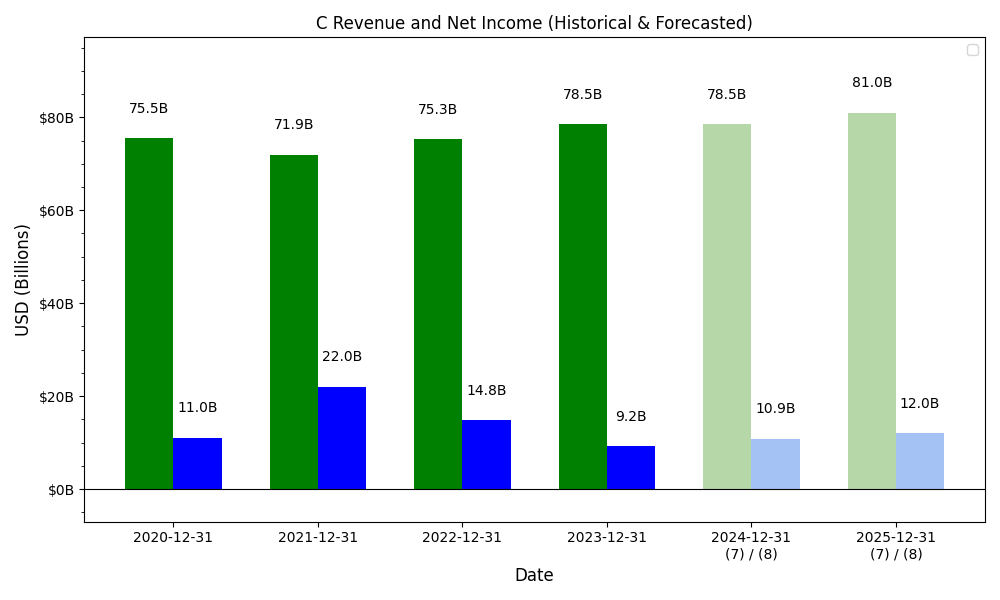 C Revenue and Net Income (Historical & Forecasted)
USD (Billions)
$80B
$60B
$40B
$20B
$0B
75.5B
11.0B
71.9B
22.0B
75.3B
14.8B
78.5B
9.2B
78.5B
10.9B
81.0B
12.0B
2020-12-31
2021-12-31
2022-12-31
2023-12-31
2024-12-31
(7) / (8)
2025-12-31
(7) / (8)
Date